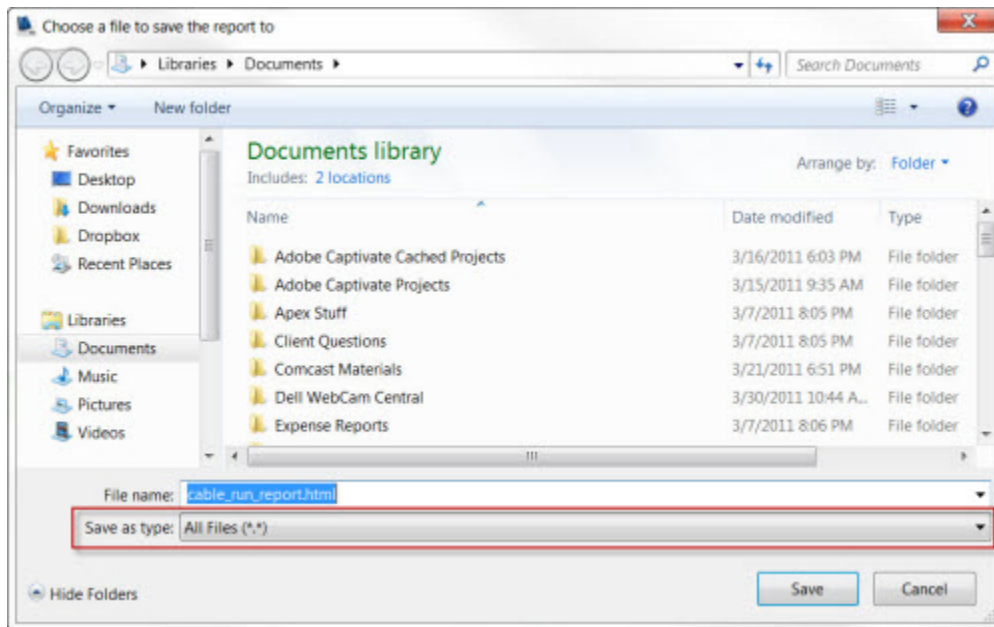 Choose a file to save the report to
Libraries Documents
Search Documents
Organize New folder
Favorites
Desktop
Downloads
Dropbox
Recent Places
Libraries
Documents
Music
Pictures
Videos
Documents library
Includes: 2 locations
Arrange by: Folder
Name Date modified Type
Adobe Captivate Cached Projects 3/16/2011 6:03 PM File folder
Adobe Captivate Projects 3/15/2011 9:35 AM File folder
Apex Stuff 3/7/2011 8:05 PM File folder
Client Questions 3/7/2011 8:05 PM File folder
Comcast Materials 3/21/2011 6:51 PM File folder
Dell WebCam Central 3/30/2011 10:44 A... File folder
Expense Reports 3/7/2011 8:06 PM File folder
File name: cable_run_report.html
Save as type: All Files (*.*)
Hide Folders
Save Cancel